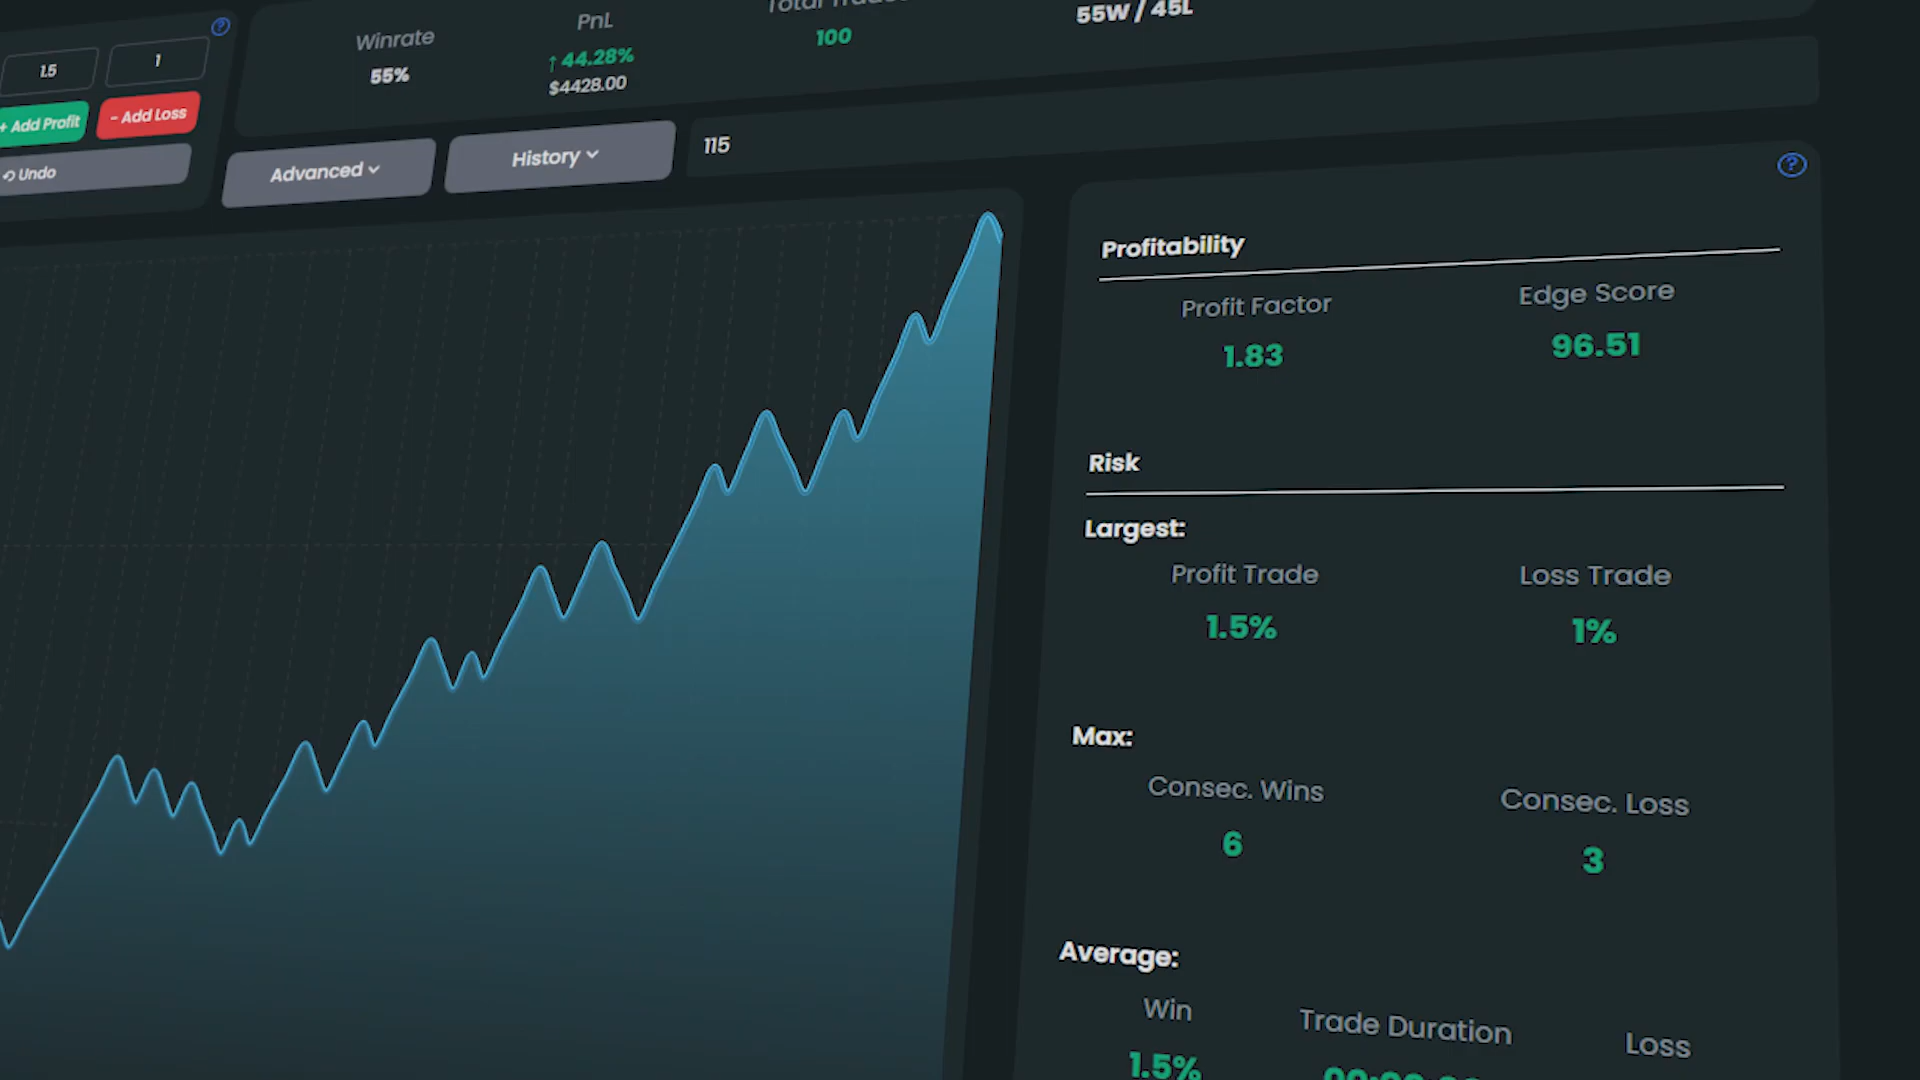 1.5
1
+ Add Profit
- Add Loss
⟲ Undo
?
Winrate
55%
PnL
↑ 44.28%
$4428.00
Total
100
55W / 45L
Advanced
History
115
?
Profitability
Profit Factor
1.83
Edge Score
96.51
Risk
Largest:
Profit Trade
1.5%
Loss Trade
1%
Max:
Consec. Wins
6
Consec. Loss
3
Average:
Win
1.5%
Trade Duration
Loss